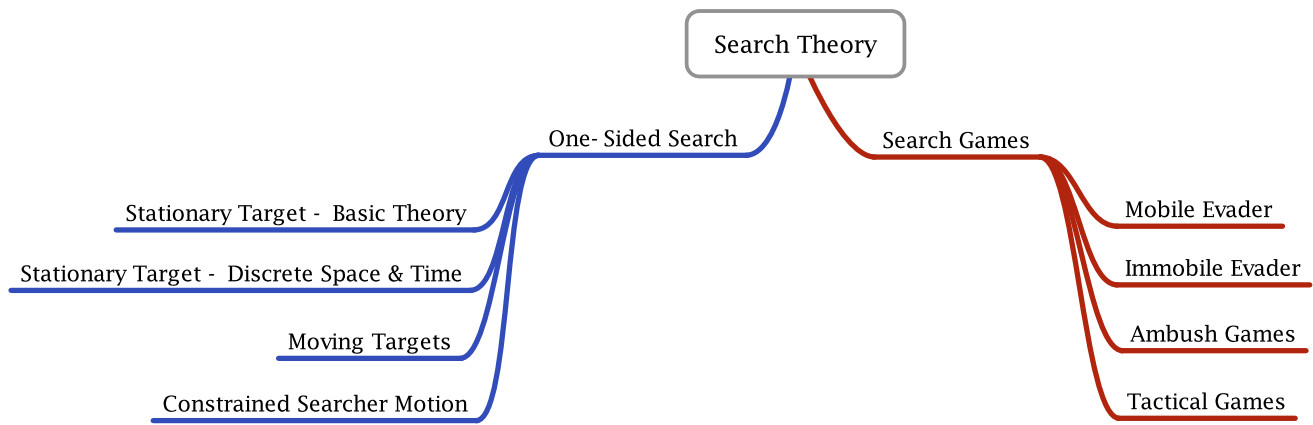 Search Theory
One- Sided Search
Stationary Target -  Basic Theory
Stationary Target -  Discrete Space & Time
Moving Targets
Constrained Searcher Motion
Search Games
Mobile Evader
Immobile Evader
Ambush Games
Tactical Games